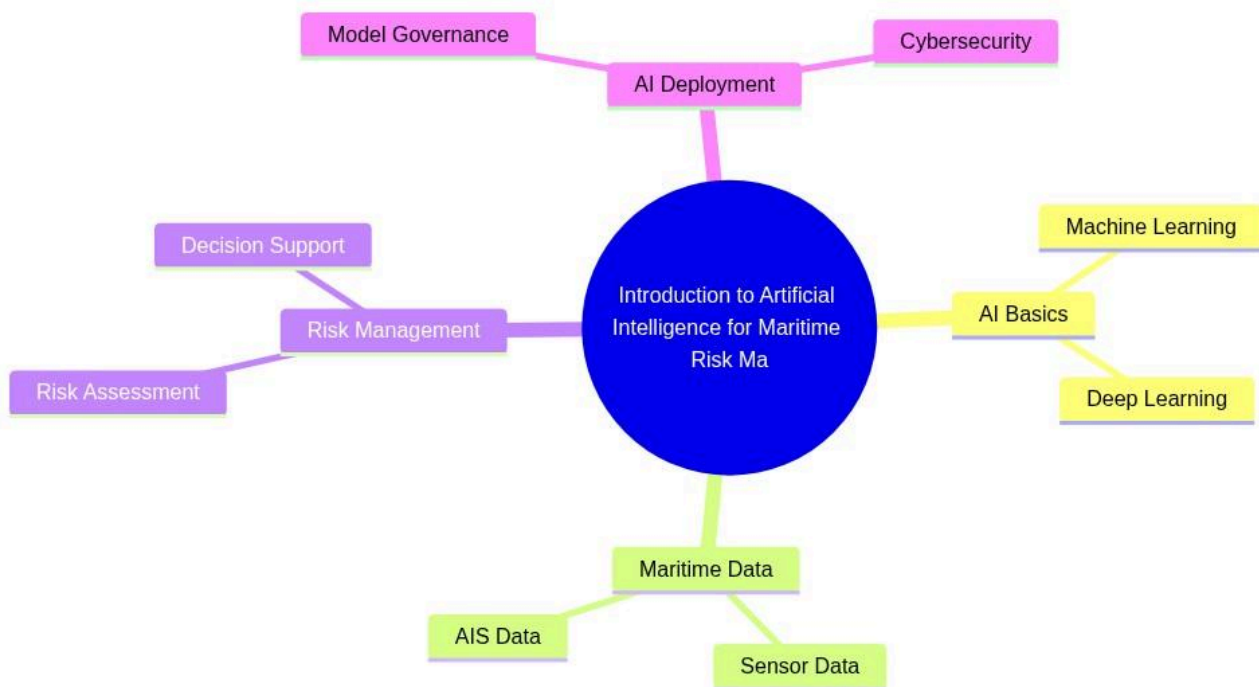 Model Governance
Cybersecurity
AI Deployment
Machine Learning
Decision Support
Introduction to Artificial
Intelligence for Maritime
Risk Ma
AI Basics
Risk Management
Risk Assessment
Deep Learning
Maritime Data
AIS Data
Sensor Data